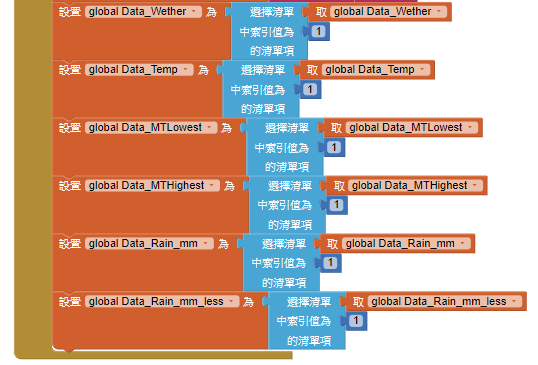 設置 global Data_Wether 為 選擇清單 取 global Data_Wether
中索引值為 1
的清單項
設置 global Data_Temp 為 選擇清單 取 global Data_Temp
中索引值為 1
的清單項
設置 global Data_MTLowest 為 選擇清單 取 global Data_MTLowest
中索引值為 1
的清單項
設置 global Data_MTHighest 為 選擇清單 取 global Data_MTHighest
中索引值為 1
的清單項
設置 global Data_Rain_mm 為 選擇清單 取 global Data_Rain_mm
中索引值為 1
的清單項
設置 global Data_Rain_mm_less 為 選擇清單 取 global Data_Rain_mm_less
中索引值為 1
的清單項